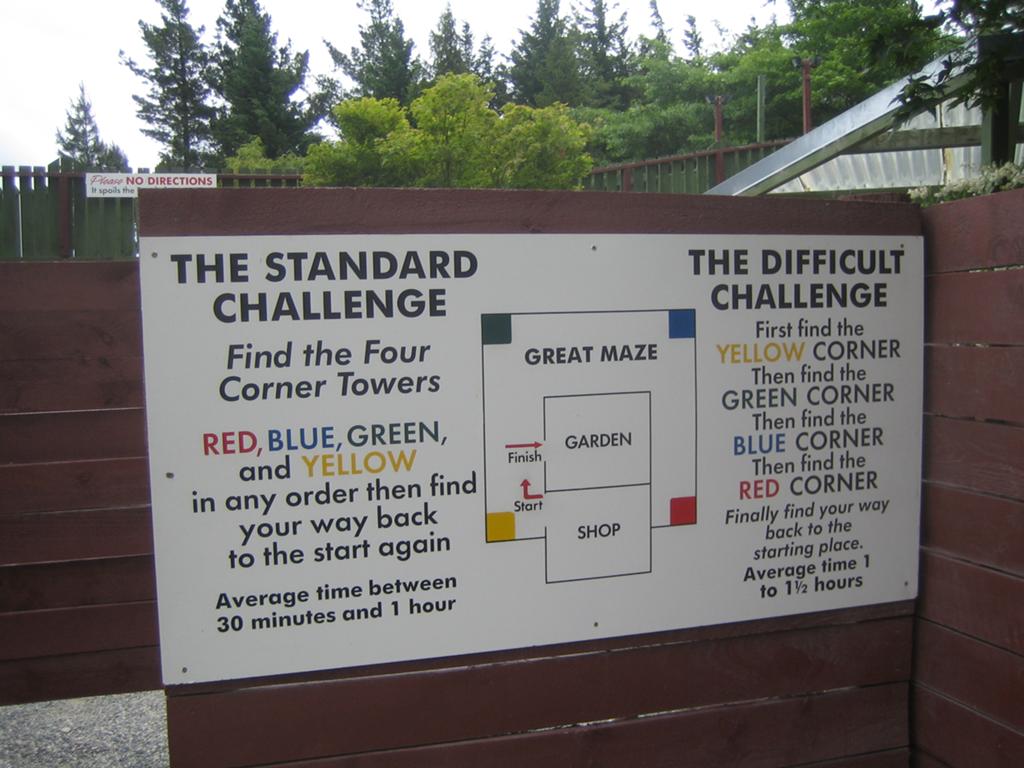 Please NO DIRECTIONS
It spoils the
THE STANDARD
CHALLENGE
Find the Four
Corner Towers
RED, BLUE, GREEN,
and YELLOW
in any order then find
your way back
to the start again
Average time between
30 minutes and 1 hour
GREAT MAZE
GARDEN
Finish
Start
SHOP
THE DIFFICULT
CHALLENGE
First find the
YELLOW CORNER
Then find the
GREEN CORNER
Then find the
BLUE CORNER
Then find the
RED CORNER
Finally find your way
back to the
starting place.
Average time 1
to 1½ hours